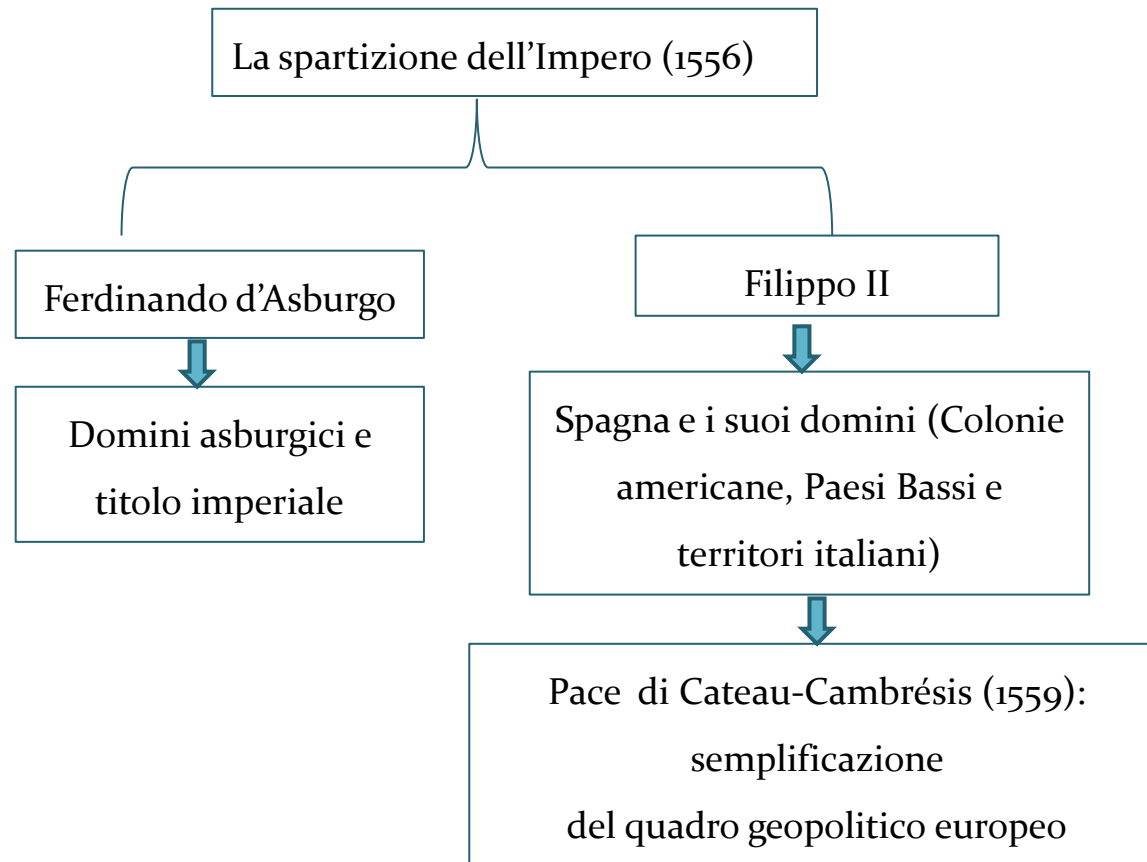 La spartizione dell’Impero (1556)
Ferdinando d’Asburgo
Filippo II
Domini asburgici e
titolo imperiale
Spagna e i suoi domini (Colonie
americane, Paesi Bassi e
territori italiani)
Pace di Cateau-Cambrésis (1559):
semplificazione
del quadro geopolitico europeo